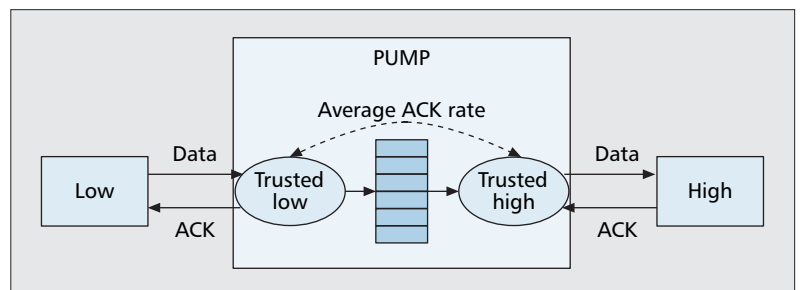 PUMP
Average ACK rate
Data
Data
Low
Trusted
low
Trusted
high
High
ACK
ACK